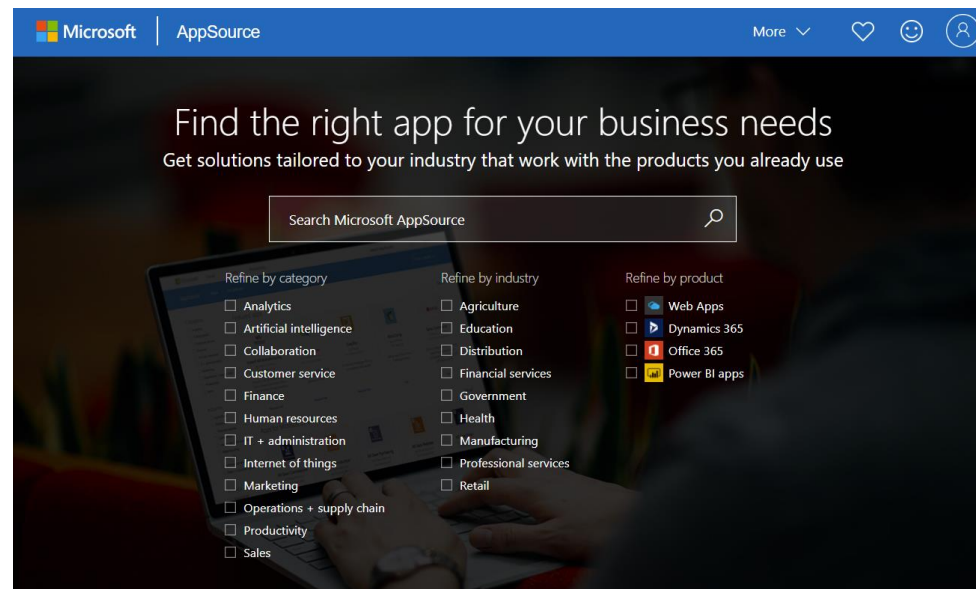 Microsoft AppSource More
Find the right app for your business needs
Get solutions tailored to your industry that work with the products you already use
Search Microsoft AppSource
Refine by category
Analytics
Artificial intelligence
Collaboration
Customer service
Finance
Human resources
IT + administration
Internet of things
Marketing
Operations + supply chain
Productivity
Sales
Refine by industry
Agriculture
Education
Distribution
Financial services
Government
Health
Manufacturing
Professional services
Retail
Refine by product
Web Apps
Dynamics 365
Office 365
Power BI apps